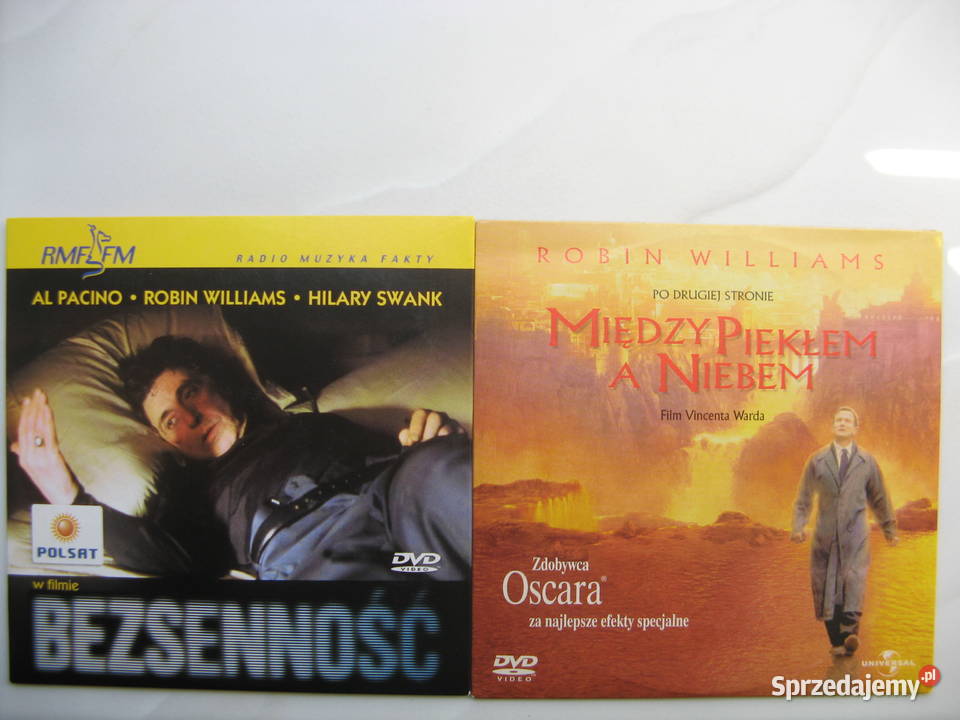 RMF FM
RADIO MUZYKA FAKTY
AL PACINO • ROBIN WILLIAMS • HILARY SWANK
POLSAT
DVD
VIDEO
w filmie
BEZSENNOŚĆ
ROBIN WILLIAMS
PO DRUGIEJ STRONIE
MIĘDZY PIEKŁEM
A NIEBEM
Film Vincenta Warda
Zdobywca
Oscara®
za najlepsze efekty specjalne
DVD
VIDEO
UNIVERSAL
Sprzedajemy.pl